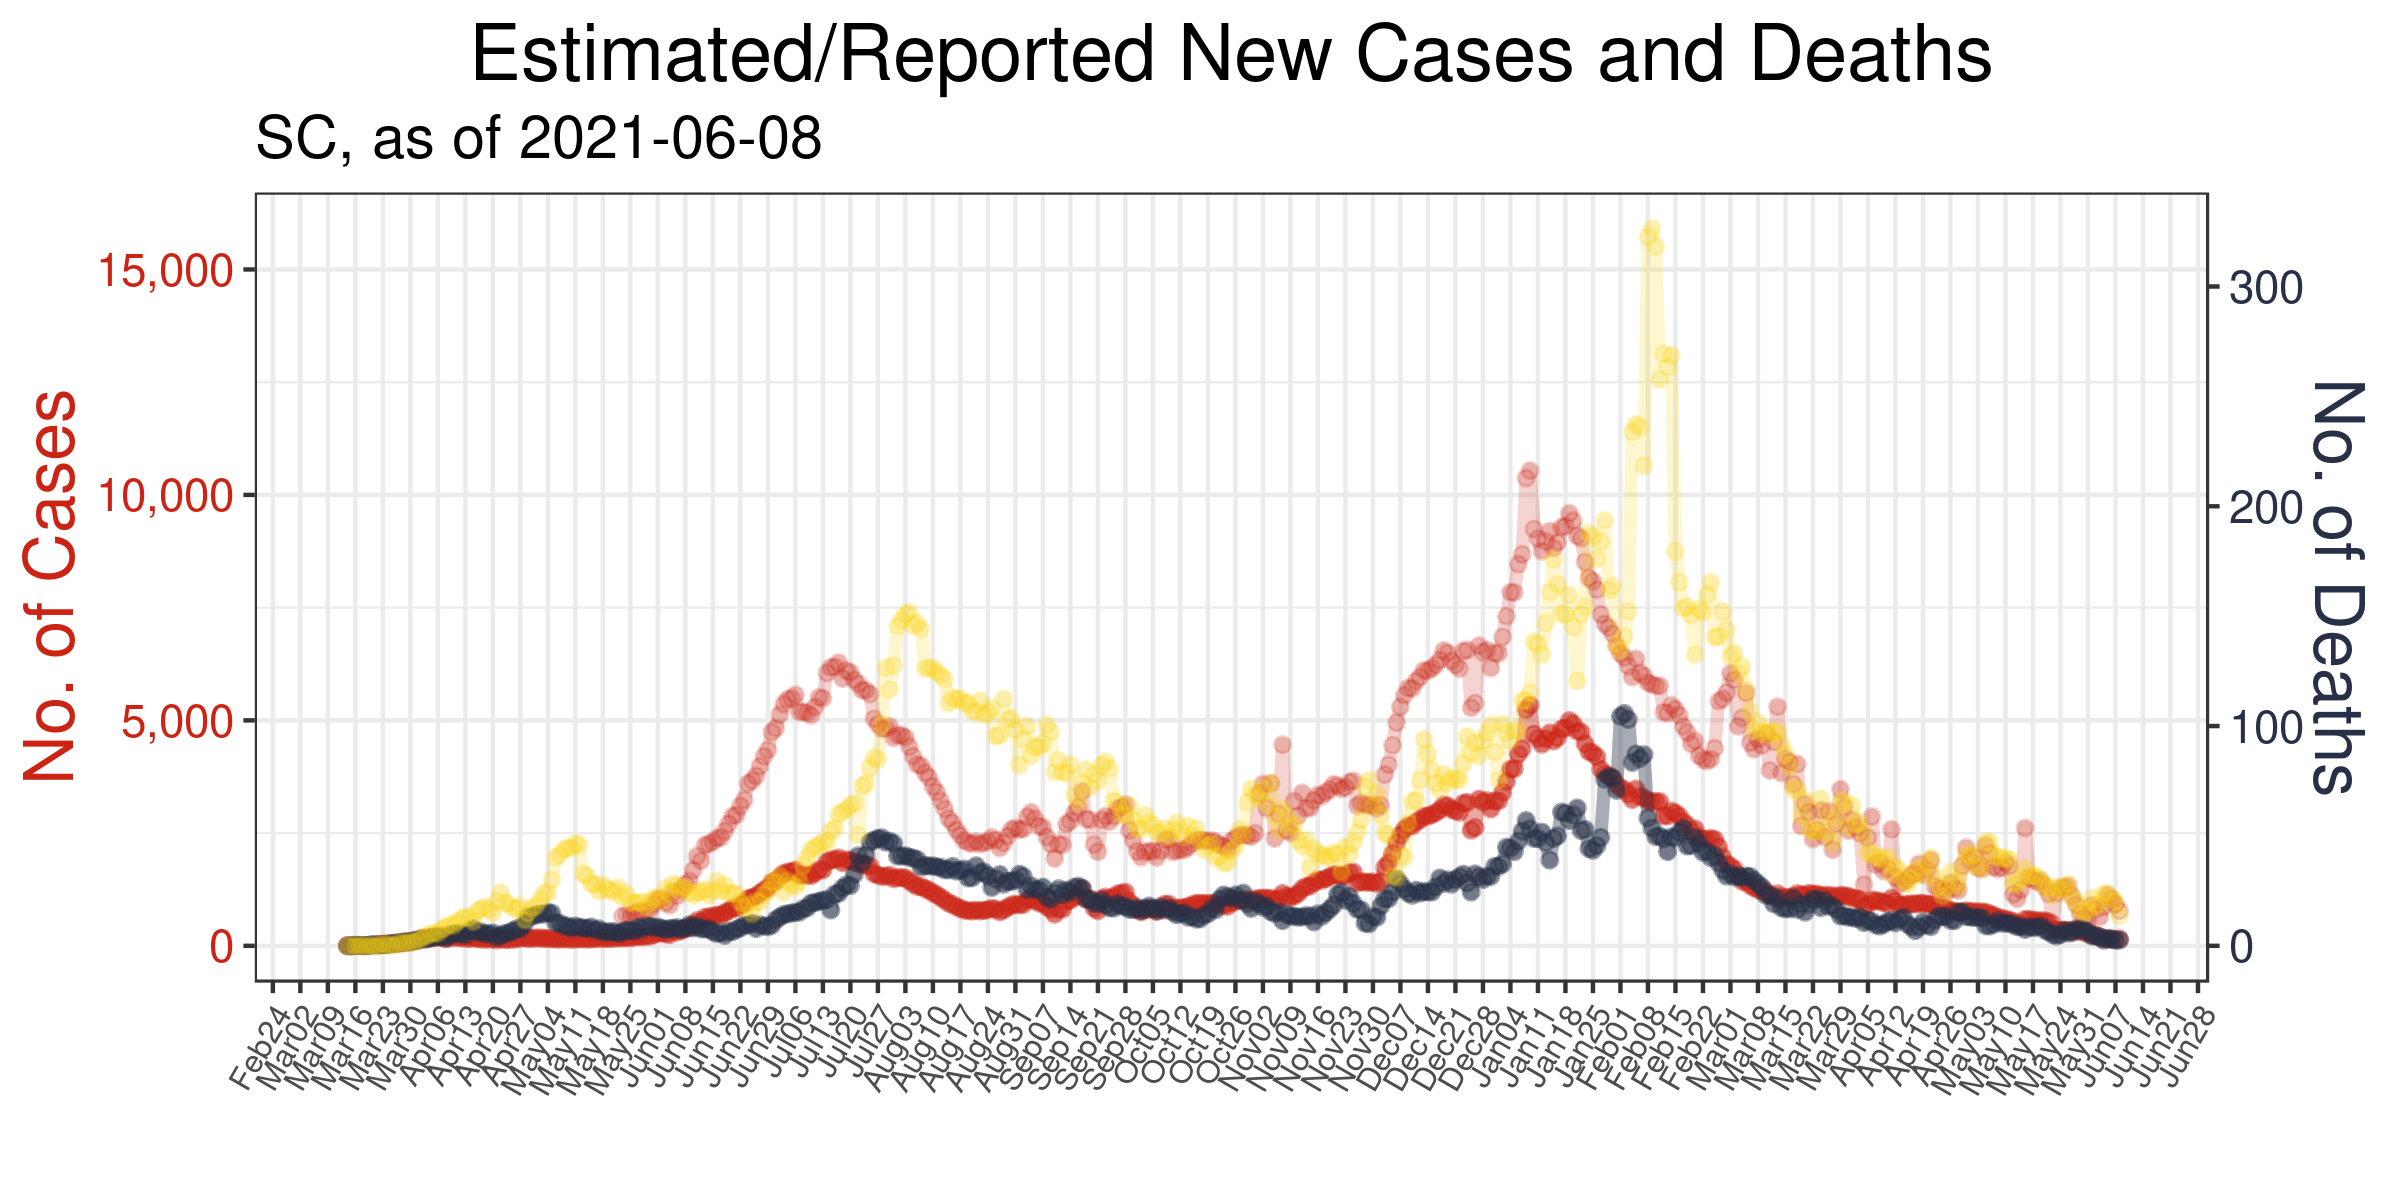 Estimated/Reported New Cases and Deaths
SC, as of 2021-06-08
No. of Cases
15,000
10,000
5,000
0
300
200
100
0
No. of Deaths
Feb24
Mar02
Mar09
Mar16
Mar23
Mar30
Apr06
Apr13
Apr20
Apr27
May04
May11
May18
May25
Jun01
Jun08
Jun15
Jun22
Jun29
Jul06
Jul13
Jul20
Jul27
Aug03
Aug10
Aug17
Aug24
Aug31
Sep07
Sep14
Sep21
Sep28
Oct05
Oct12
Oct19
Oct26
Nov02
Nov09
Nov16
Nov23
Nov30
Dec07
Dec14
Dec21
Dec28
Jan04
Jan11
Jan18
Jan25
Feb01
Feb08
Feb15
Feb22
Mar01
Mar08
Mar15
Mar22
Mar29
Apr05
Apr12
Apr19
Apr26
May03
May10
May17
May24
May31
Jun07
Jun14
Jun21
Jun28